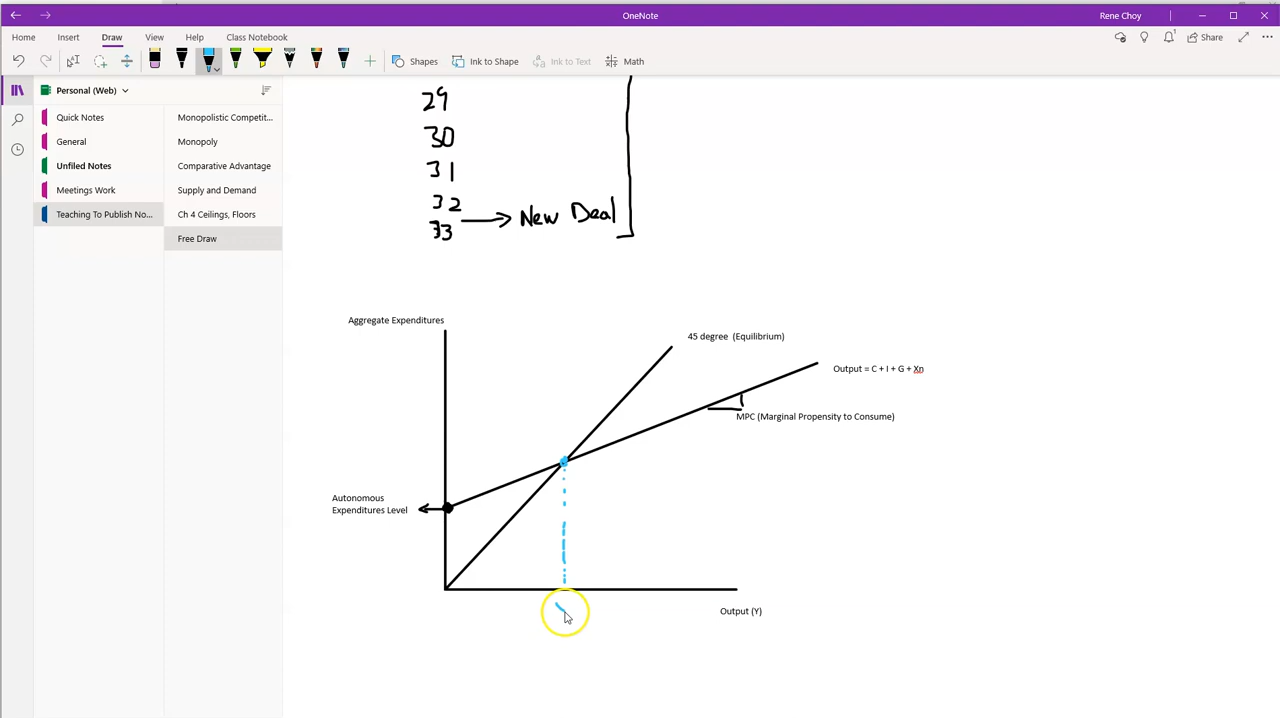 OneNote
Rene Choy
Home Insert Draw View Help Class Notebook
Share
Shapes Ink to Shape Ink to Text Math
Personal (Web)
Quick Notes
General
Unfiled Notes
Meetings Work
Teaching To Publish No...
Monopolistic Competit...
Monopoly
Comparative Advantage
Supply and Demand
Ch 4 Ceilings, Floors
Free Draw
29
30
31
32
33 → New Deal
Aggregate Expenditures
45 degree (Equilibrium)
Output = C + I + G + Xn
MPC (Marginal Propensity to Consume)
Autonomous
Expenditures Level
Output (Y)